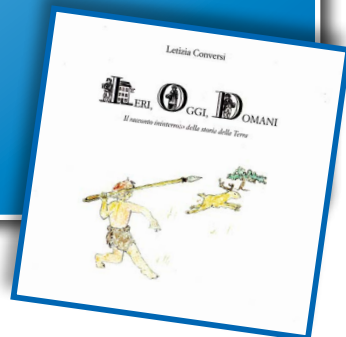 Letizia Conversi
IERI, OGGI, DOMANI
Il racconto ininterrotto della storia della Terra